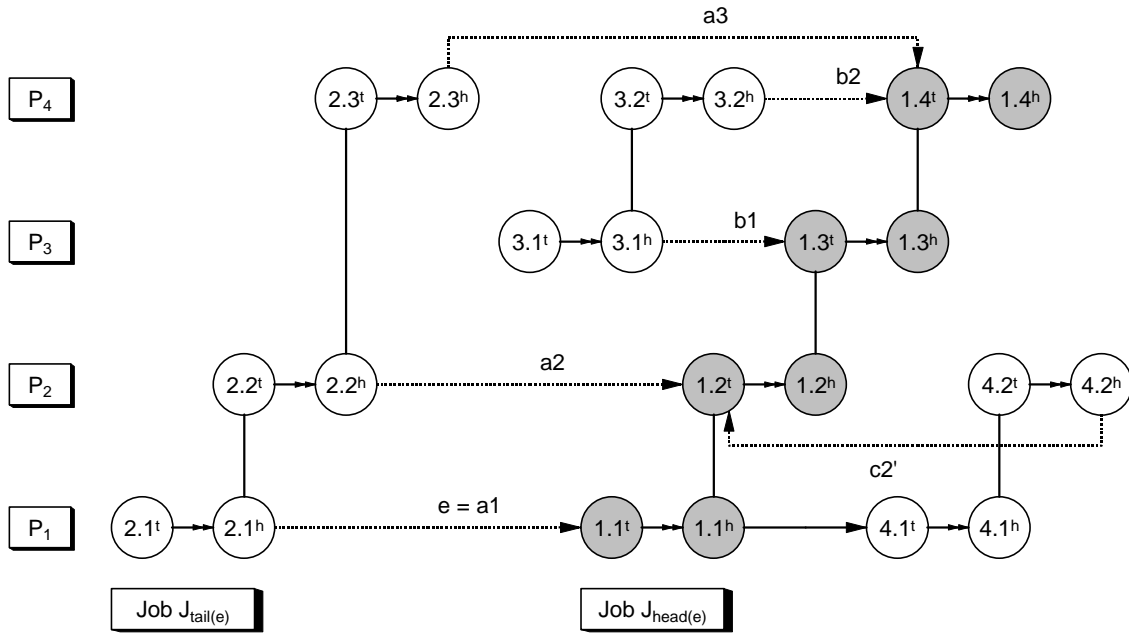 a3
P₄ 2.3ᵗ 2.3ʰ 3.2ᵗ 3.2ʰ b2 1.4ᵗ 1.4ʰ
P₃ 3.1ᵗ 3.1ʰ b1 1.3ᵗ 1.3ʰ
P₂ 2.2ᵗ 2.2ʰ a2 1.2ᵗ 1.2ʰ 4.2ᵗ 4.2ʰ
c2'
P₁ 2.1ᵗ 2.1ʰ e = a1 1.1ᵗ 1.1ʰ 4.1ᵗ 4.1ʰ
Job J_tail(e) Job J_head(e)